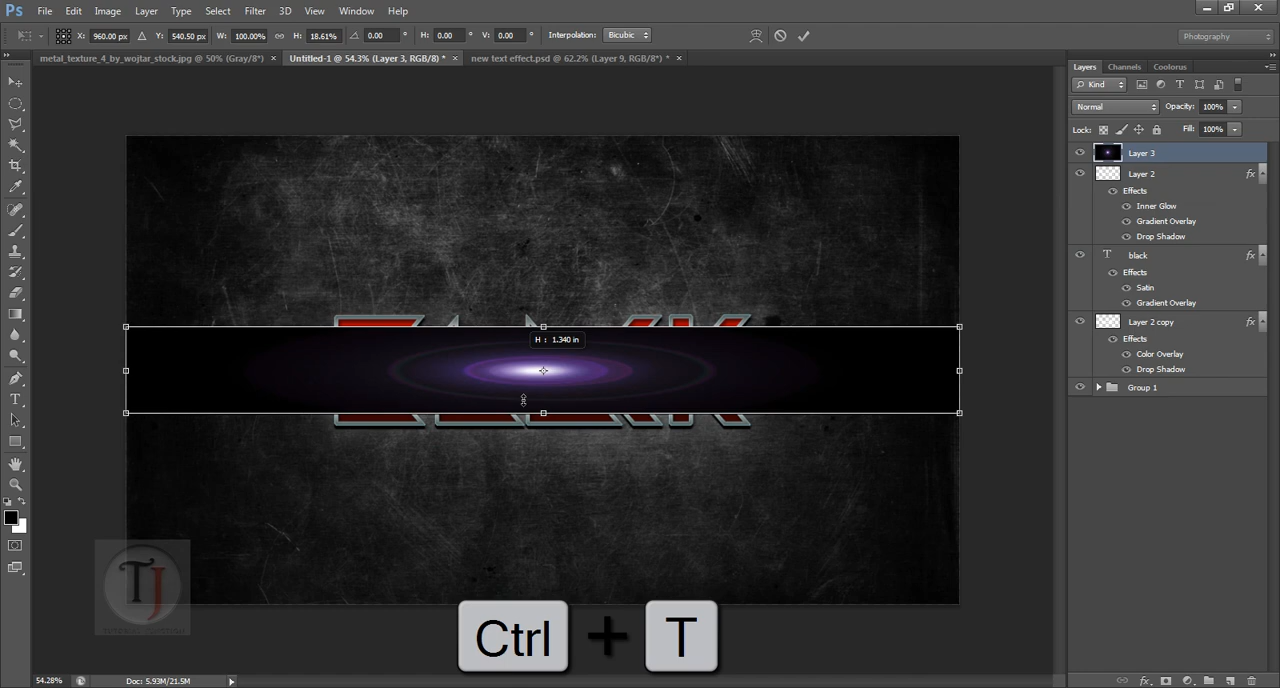 Ps File Edit Image Layer Type Select Filter 3D View Window Help
X: 960.00 px Y: 540.50 px W: 100.00% H: 18.61% 0.00 ° H: 0.00 ° V: 0.00 ° Interpolation: Bicubic Photography
metal_texture_4_by_wojtar_stock.jpg @ 50% (Gray/8*) × Untitled-1 @ 54.3% (Layer 3, RGB/8) * × new text effect.psd @ 62.2% (Layer 9, RGB/8*) * ×
Layers Channels Coolorus
Kind
Normal Opacity: 100%
Lock: Fill: 100%
Layer 3
Layer 2 fx
Effects
Inner Glow
Gradient Overlay
Drop Shadow
T black fx
Effects
Satin
Gradient Overlay
Layer 2 copy fx
Effects
Color Overlay
Drop Shadow
Group 1
H : 1.340 in
TJ
Ctrl + T
54.28% Doc: 5.93M/21.5M